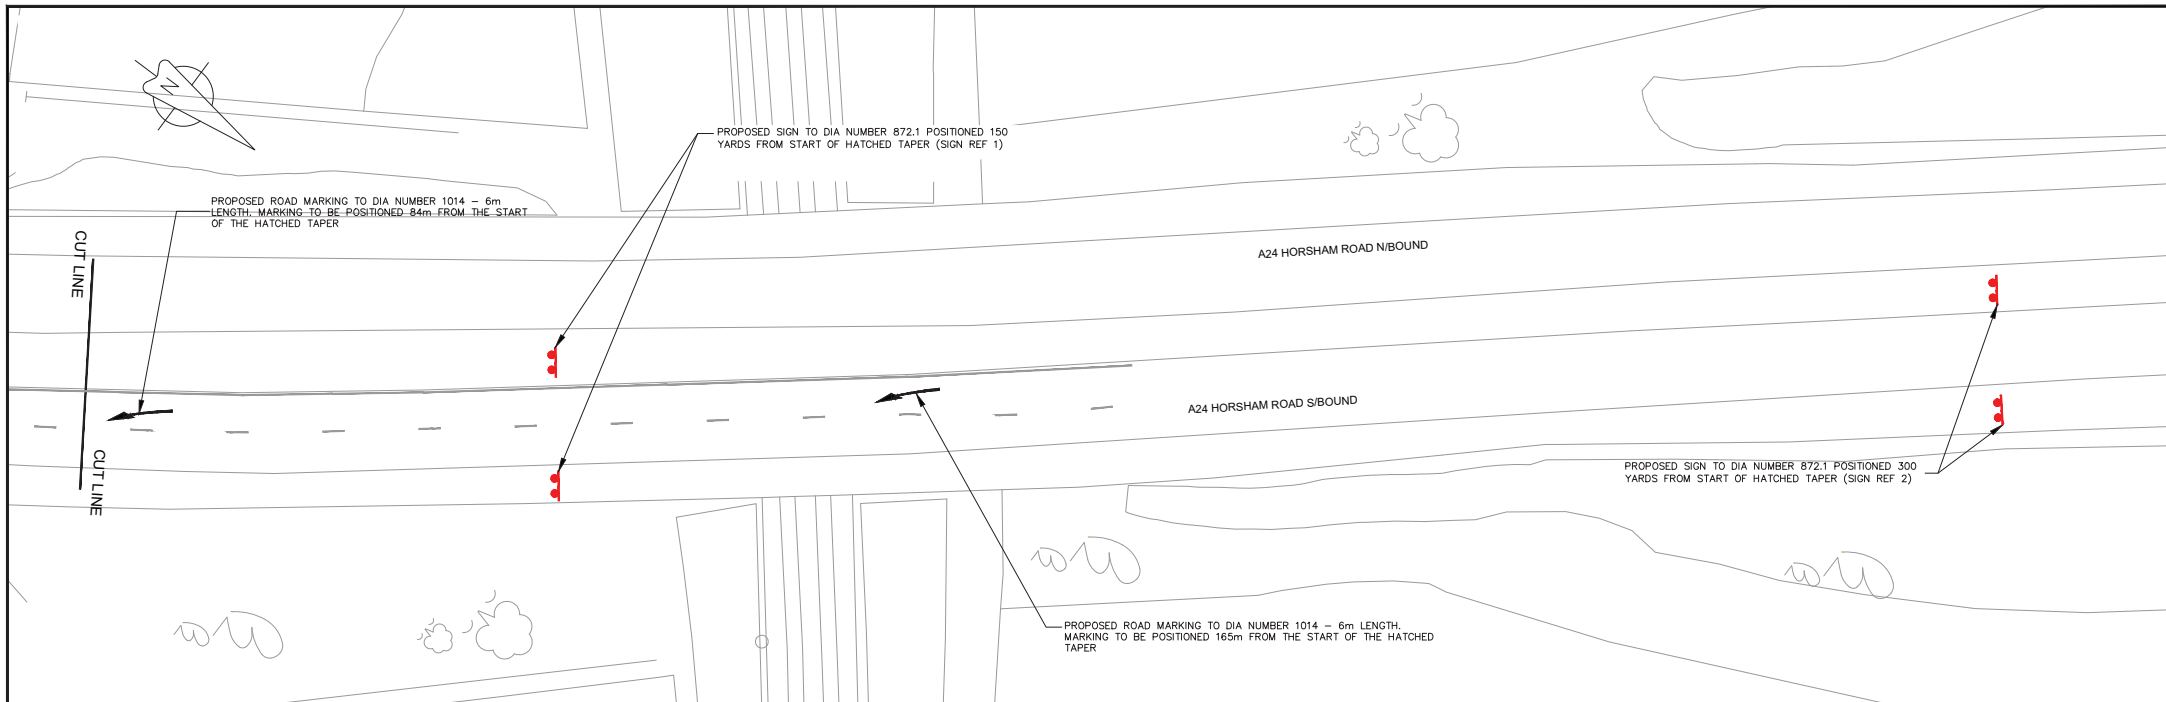 N
PROPOSED SIGN TO DIA NUMBER 872.1 POSITIONED 150
YARDS FROM START OF HATCHED TAPER (SIGN REF 1)
PROPOSED ROAD MARKING TO DIA NUMBER 1014 – 6m
LENGTH. MARKING TO BE POSITIONED 84m FROM THE START
OF THE HATCHED TAPER
CUT LINE
A24 HORSHAM ROAD N/BOUND
A24 HORSHAM ROAD S/BOUND
CUT LINE
PROPOSED SIGN TO DIA NUMBER 872.1 POSITIONED 300
YARDS FROM START OF HATCHED TAPER (SIGN REF 2)
PROPOSED ROAD MARKING TO DIA NUMBER 1014 – 6m LENGTH.
MARKING TO BE POSITIONED 165m FROM THE START OF THE HATCHED
TAPER